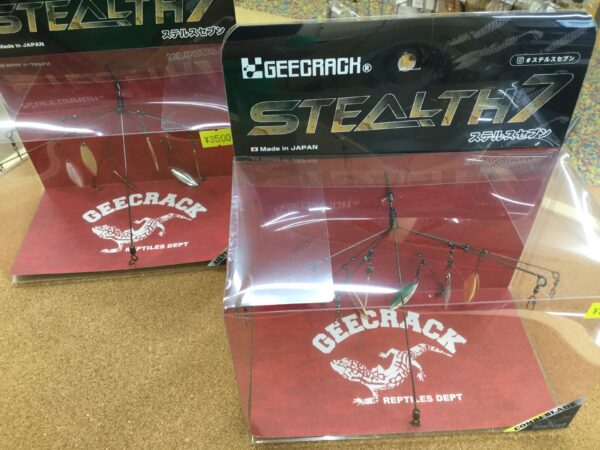 Made in JAPAN
ステルスセブン
¥3500
GEECRACK
REPTILES DEPT
GEECRACK®
#ステルスセブン
STEALTH7
ステルスセブン
Made in JAPAN
GEECRACK
REPTILES DEPT
COMBEBLADE